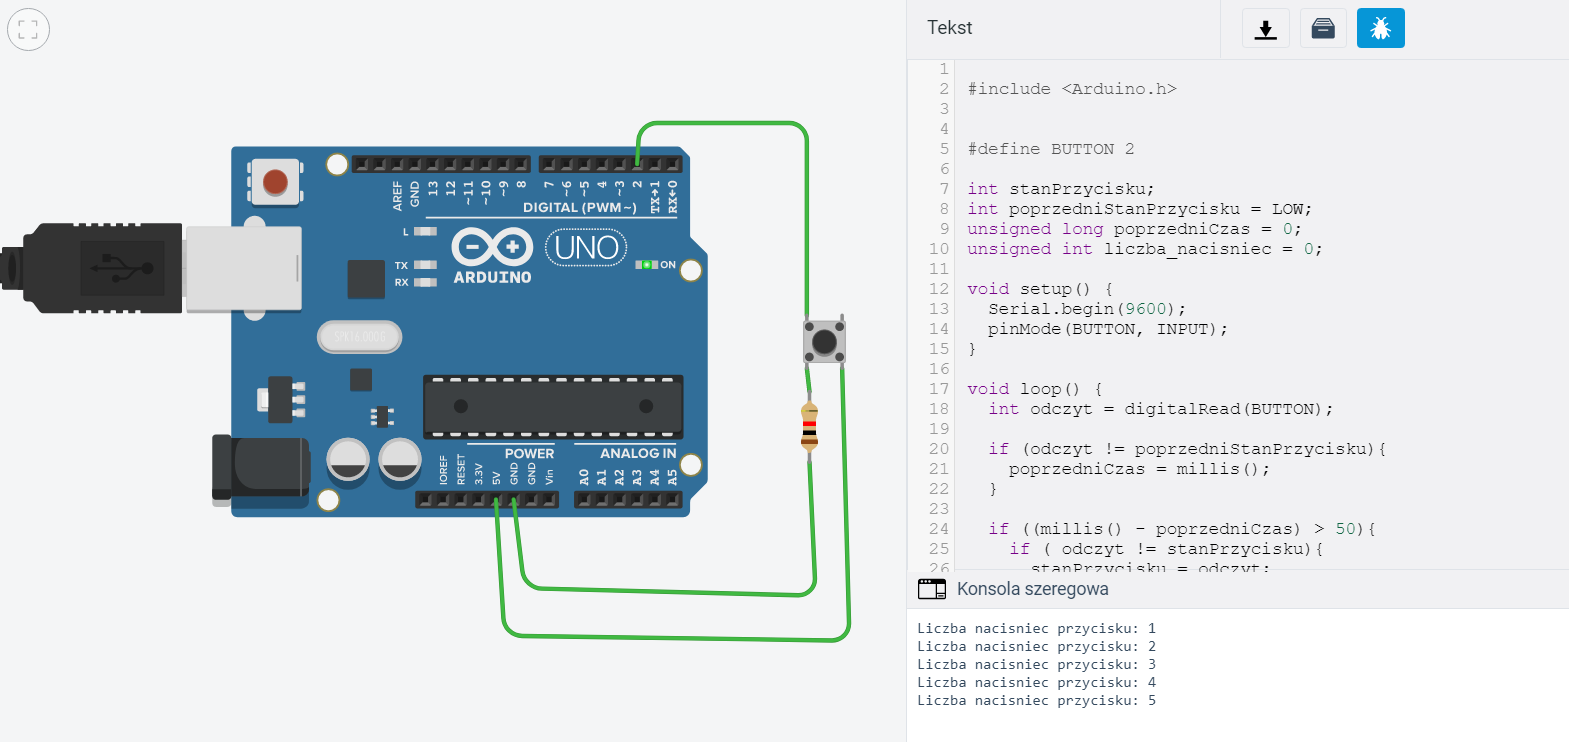 Tekst
1
2 #include <Arduino.h>
3
4
5 #define BUTTON 2
6
7 int stanPrzycisku;
8 int poprzedniStanPrzycisku = LOW;
9 unsigned long poprzedniCzas = 0;
10 unsigned int liczba_nacisniec = 0;
11
12 void setup() {
13 Serial.begin(9600);
14 pinMode(BUTTON, INPUT);
15 }
16
17 void loop() {
18 int odczyt = digitalRead(BUTTON);
19
20 if (odczyt != poprzedniStanPrzycisku){
21 poprzedniCzas = millis();
22 }
23
24 if ((millis() - poprzedniCzas) > 50){
25 if ( odczyt != stanPrzycisku){
26 stanPrzycisku = odczyt;
Konsola szeregowa
Liczba nacisniec przycisku: 1
Liczba nacisniec przycisku: 2
Liczba nacisniec przycisku: 3
Liczba nacisniec przycisku: 4
Liczba nacisniec przycisku: 5
AREF GND 13 12 ~11 ~10 ~9 8 7 ~6 ~5 4 ~3 2 TX→1 RX←0
DIGITAL (PWM~)
L
TX
RX
ARDUINO
UNO
ON
POWER
ANALOG IN
IOREF RESET 3.3V 5V GND GND Vin A0 A1 A2 A3 A4 A5